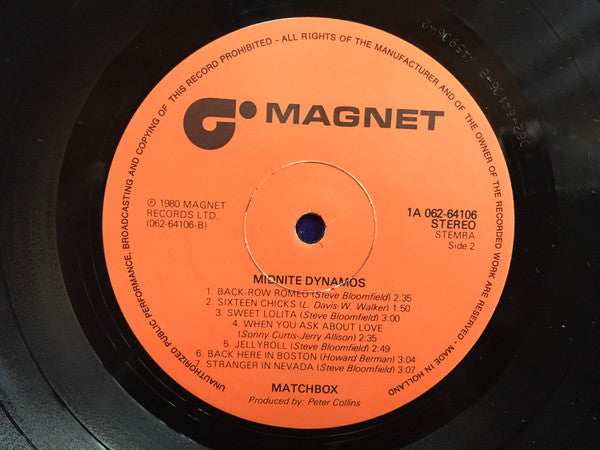 UNAUTHORIZED PUBLIC PERFORMANCE, BROADCASTING AND COPYING OF THIS RECORD PROHIBITED - ALL RIGHTS OF THE MANUFACTURER AND OF THE OWNER OF THE RECORDED WORK ARE RESERVED - MADE IN HOLLAND
MAGNET
℗ 1980 MAGNET
RECORDS LTD.
(062-64106-B)
1A 062-64106
STEREO
STEMRA
Side 2
MIDNITE DYNAMOS
1. BACK-ROW ROMEO (Steve Bloomfield) 2:35
2. SIXTEEN CHICKS (L. Davis-W. Walker) 1:50
3. SWEET LOLITA (Steve Bloomfield) 3:00
4. WHEN YOU ASK ABOUT LOVE
(Sonny Curtis-Jerry Allison) 2:35
5. JELLYROLL (Steve Bloomfield) 2:49
6. BACK HERE IN BOSTON (Howard Berman) 3:04
7. STRANGER IN NEVADA (Steve Bloomfield) 3:07
MATCHBOX
Produced by: Peter Collins